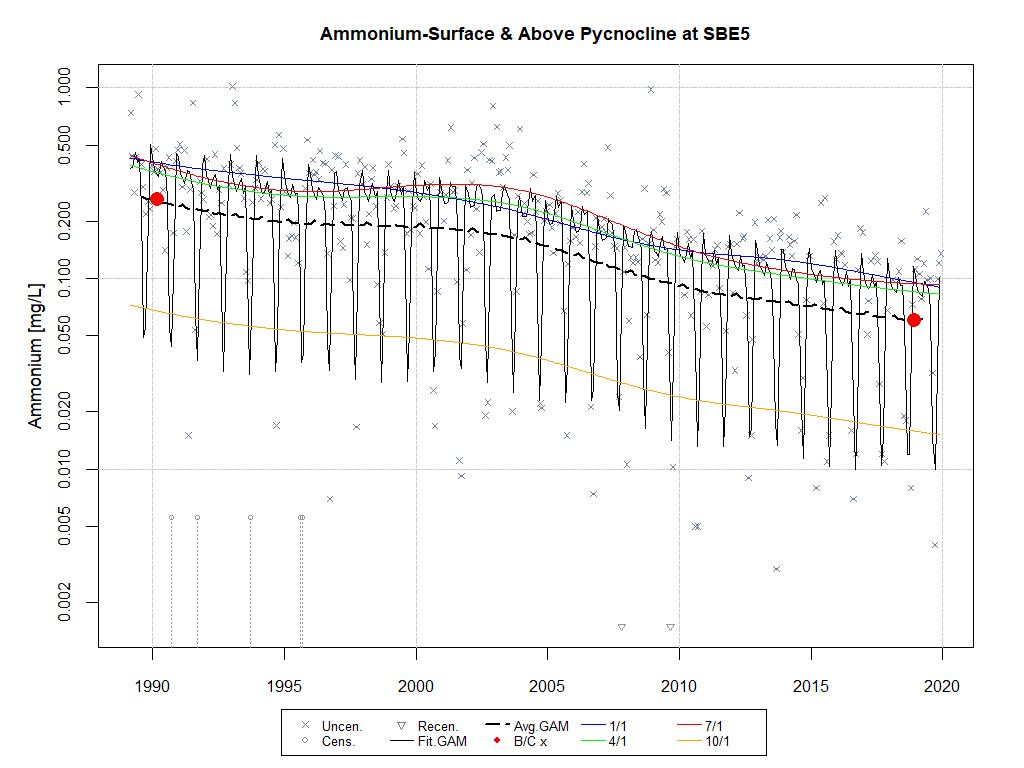 Ammonium-Surface & Above Pycnocline at SBE5
Ammonium [mg/L]
1.000
0.500
0.200
0.100
0.050
0.020
0.010
0.005
0.002
1990 1995 2000 2005 2010 2015 2020
Uncen. Recen. Avg.GAM 1/1 7/1
Cens. Fit.GAM B/C x 4/1 10/1